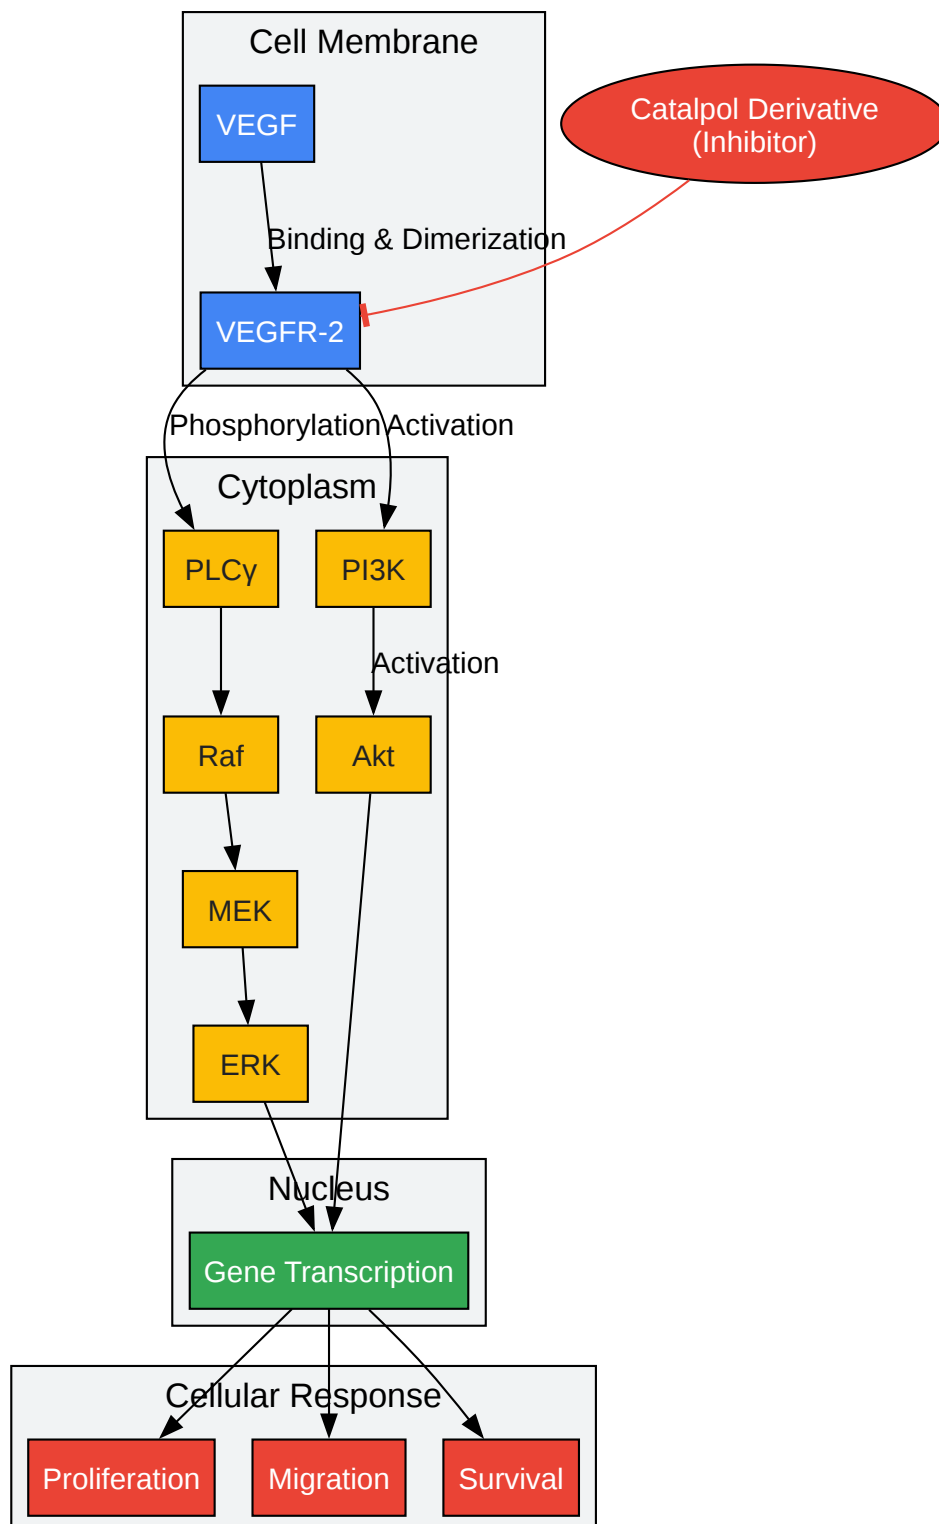 Cell Membrane
VEGF
Catalpol Derivative
(Inhibitor)
Binding & Dimerization
VEGFR-2
Phosphorylation
Activation
Cytoplasm
PLCγ
PI3K
Activation
Raf
Akt
MEK
ERK
Nucleus
Gene Transcription
Cellular Response
Proliferation
Migration
Survival